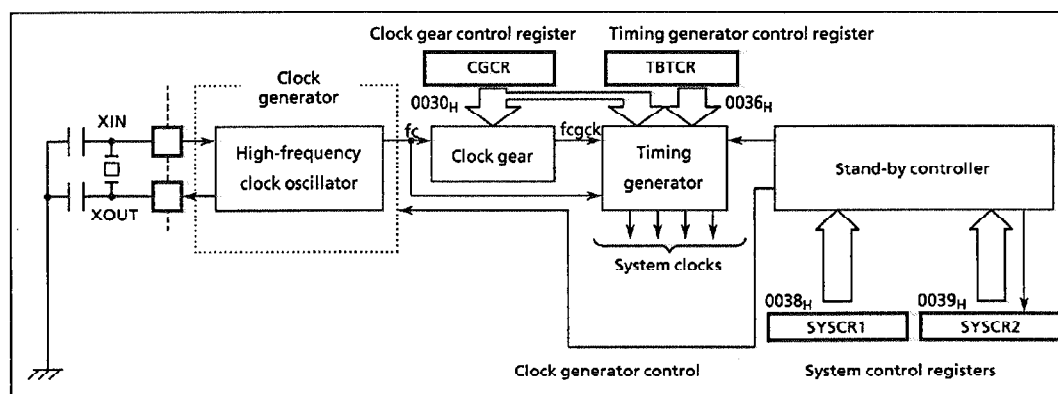 Clock gear control register
Timing generator control register
CGCR
TBTCR
Clock
generator
0030H
0036H
XIN
fc
fcgck
High-frequency
clock oscillator
Clock gear
Timing
generator
Stand-by controller
XOUT
System clocks
0038H
0039H
SYSCR1
SYSCR2
Clock generator control
System control registers